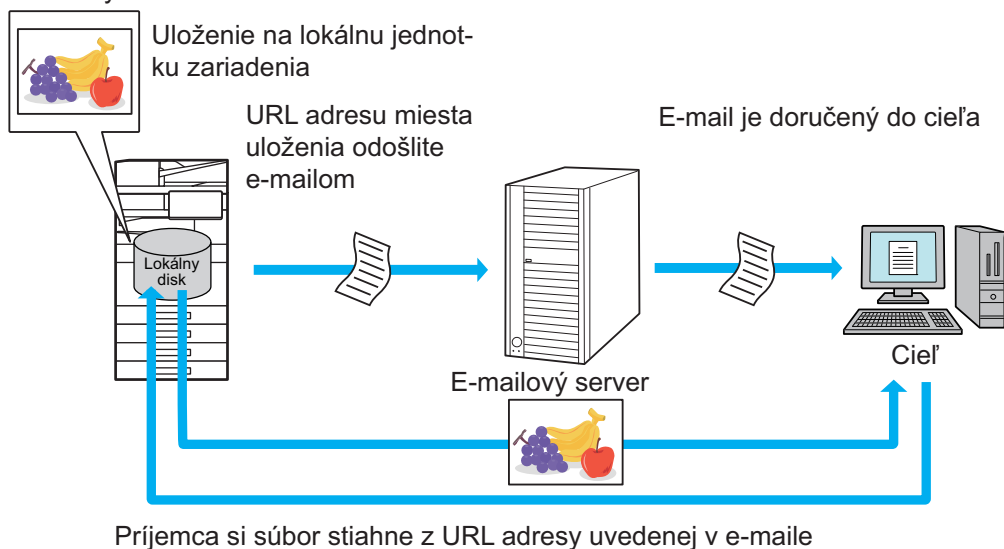 Uloženie na lokálnu jednot-
ku zariadenia
URL adresu miesta
uloženia odošlite
e-mailom
E-mail je doručený do cieľa
Lokálny
disk
Cieľ
E-mailový server
Príjemca si súbor stiahne z URL adresy uvedenej v e-maile